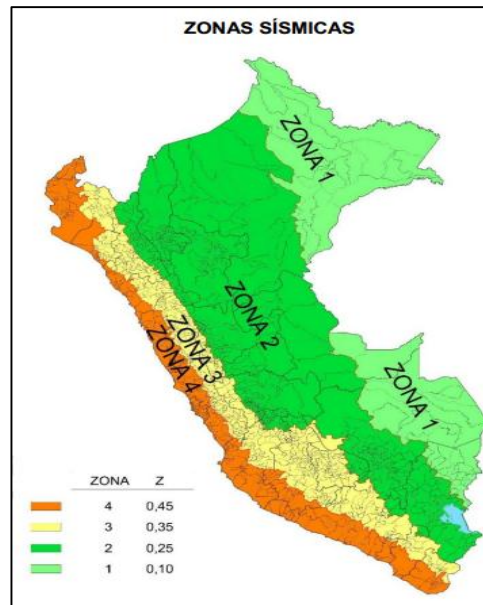 ZONAS SÍSMICAS
ZONA 1
ZONA 2
ZONA 3
ZONA 4
ZONA 1
ZONA Z
4 0,45
3 0,35
2 0,25
1 0,10